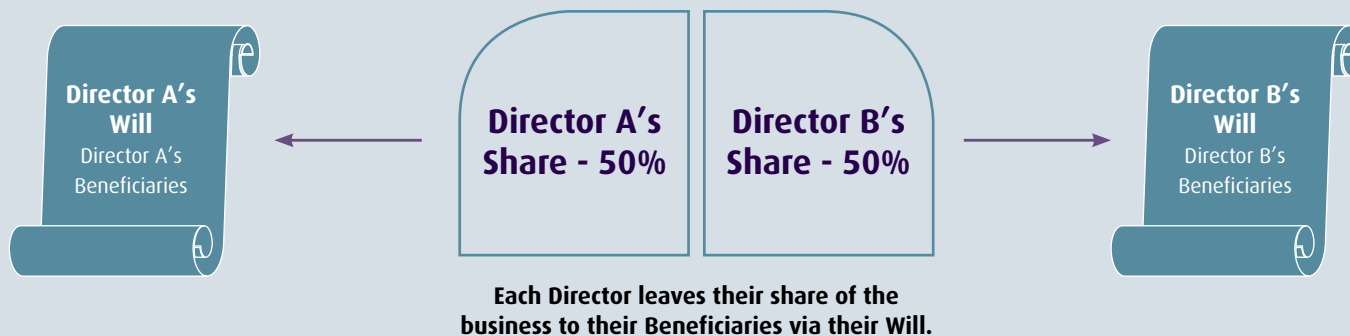 Director A's
Will
Director A's
Beneficiaries
Director A's
Share - 50%
Director B's
Share - 50%
Director B's
Will
Director B's
Beneficiaries
Each Director leaves their share of the
business to their Beneficiaries via their Will.